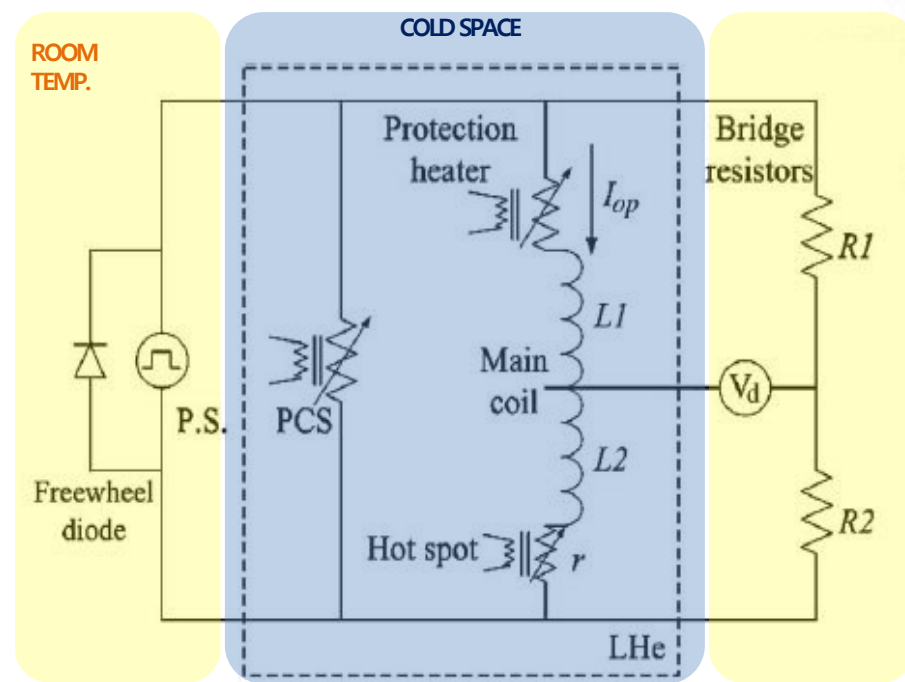 COLD SPACE
ROOM
TEMP.
Protection
heater
Bridge
resistors
Iop
R1
L1
Main
coil
Vd
P.S.
PCS
L2
Freewheel
diode
Hot spot
r
R2
LHe